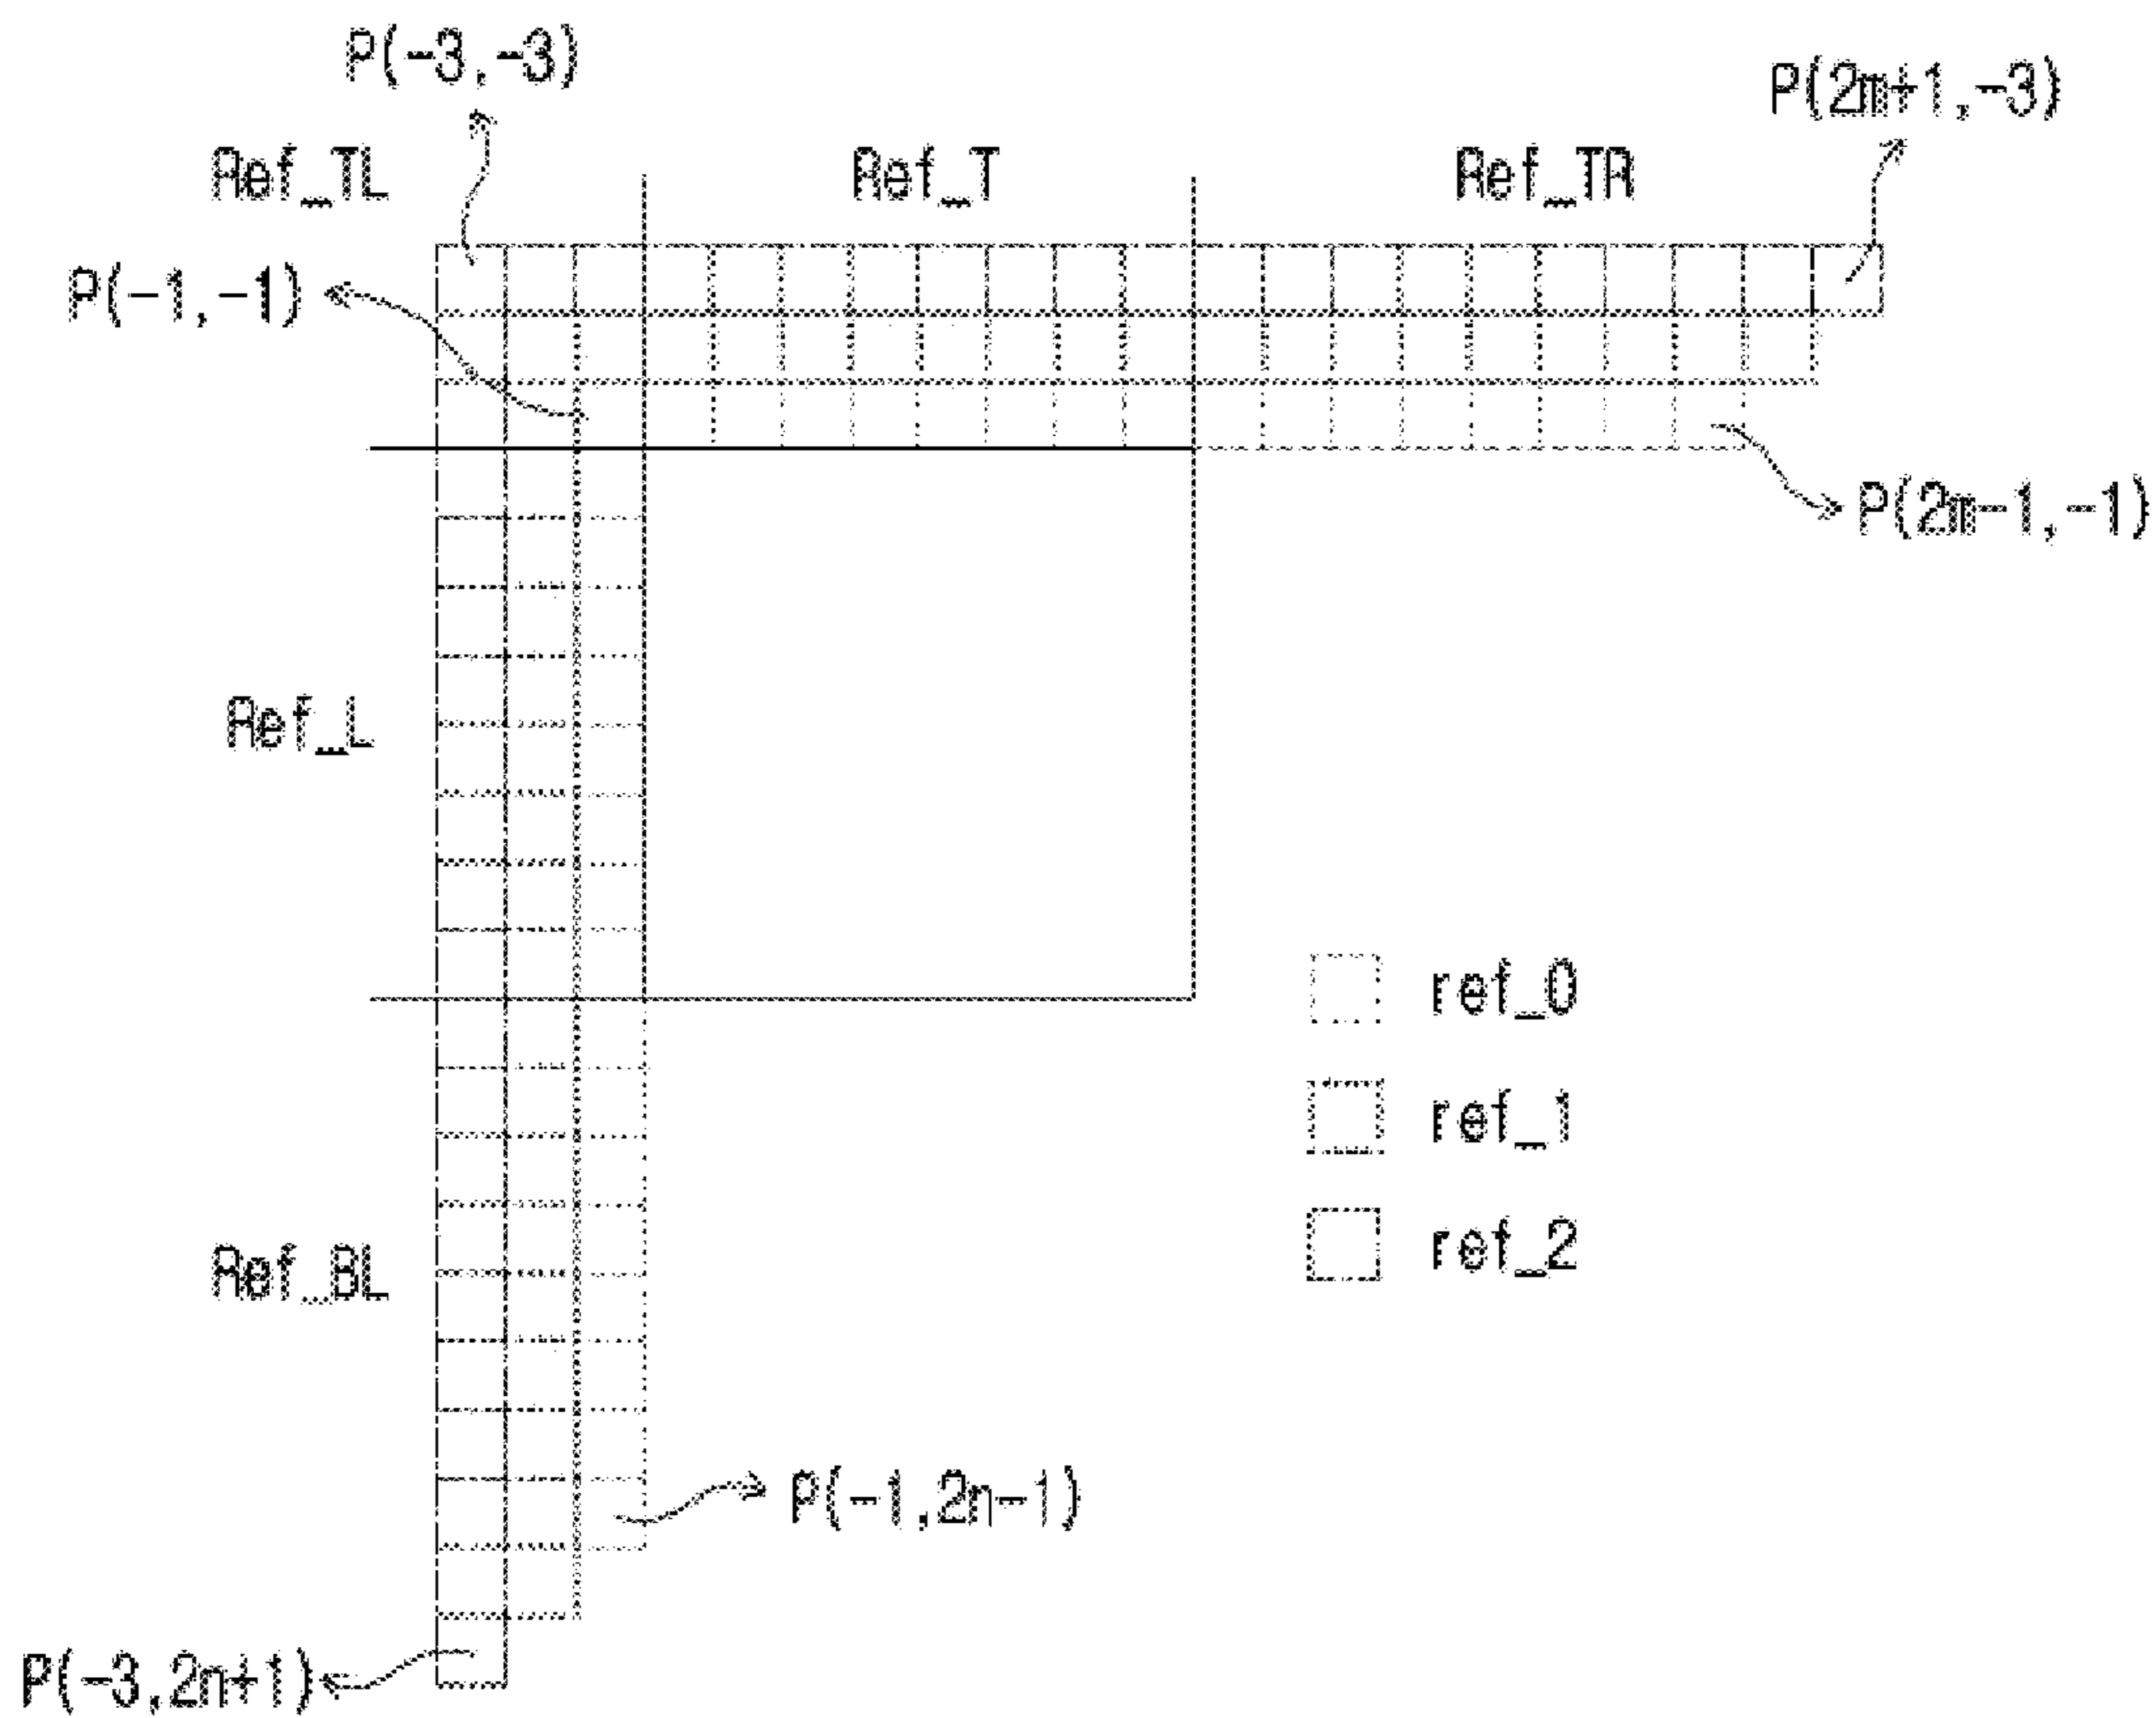 P(-3,-3)
P(2m+1,-3)
Ref_TL
Ref_T
Ref_TR
P(-1,-1)
P(2m-1,-1)
Ref_L
ref_0
ref_1
ref_2
Ref_BL
P(-1,2n-1)
P(-3,2n+1)